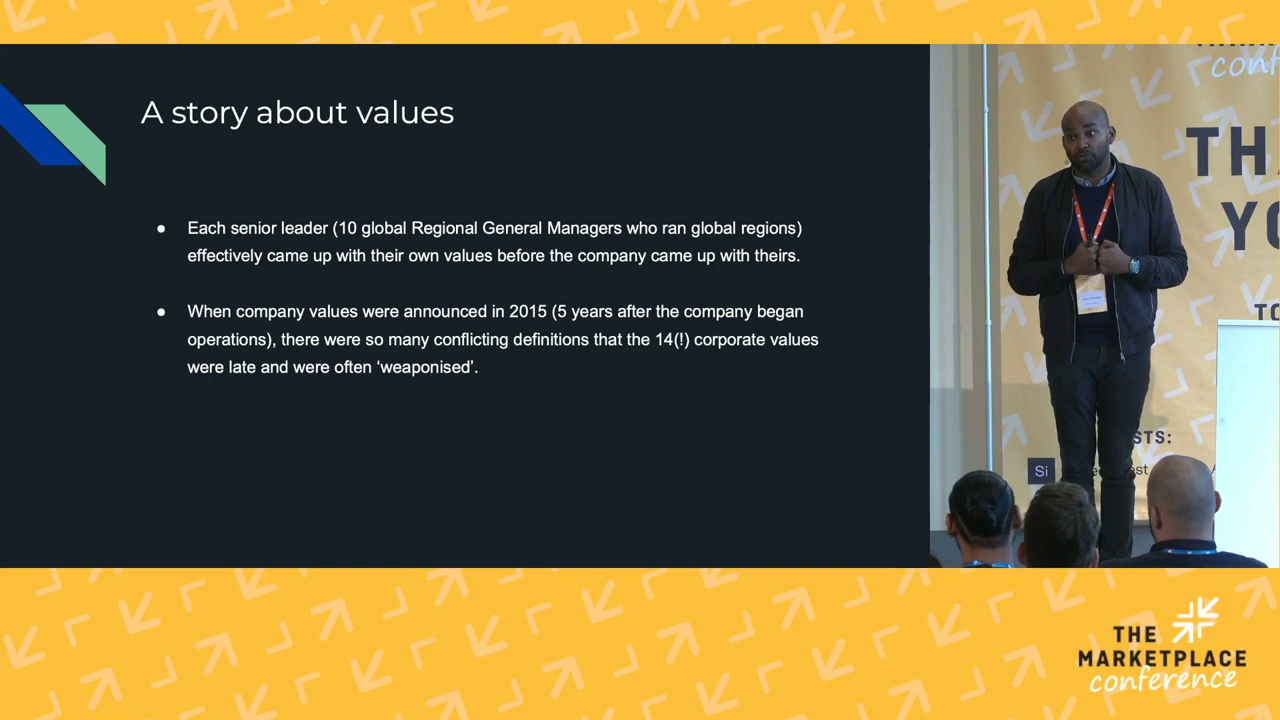 A story about values
● Each senior leader (10 global Regional General Managers who ran global regions)
effectively came up with their own values before the company came up with theirs.
● When company values were announced in 2015 (5 years after the company began
operations), there were so many conflicting definitions that the 14(!) corporate values
were late and were often ‘weaponised’.
STS:
Si
THE
MARKETPLACE
conference